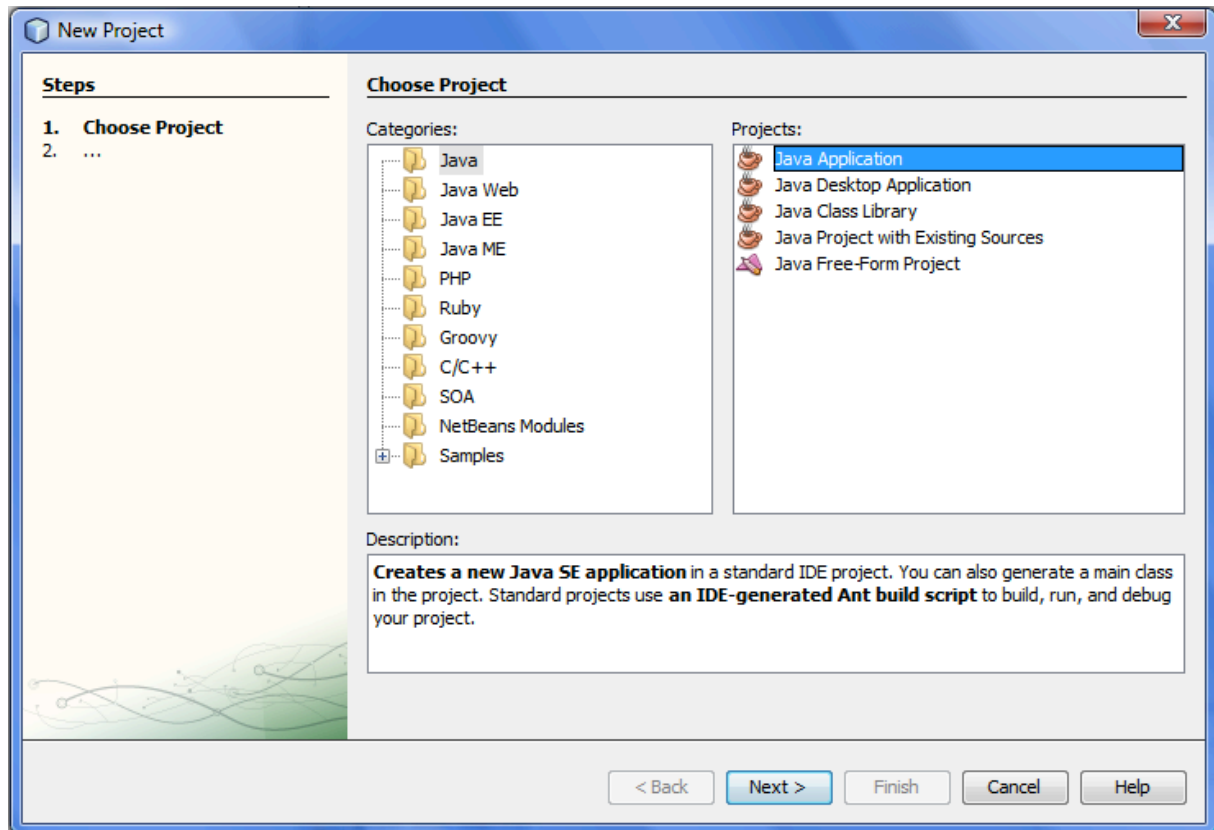 New Project
Steps
1. Choose Project
2. ...
Choose Project
Categories:
Java
Java Web
Java EE
Java ME
PHP
Ruby
Groovy
C/C++
SOA
NetBeans Modules
Samples
Projects:
Java Application
Java Desktop Application
Java Class Library
Java Project with Existing Sources
Java Free-Form Project
Description:
Creates a new Java SE application in a standard IDE project. You can also generate a main class
in the project. Standard projects use an IDE-generated Ant build script to build, run, and debug
your project.
< Back
Next >
Finish
Cancel
Help